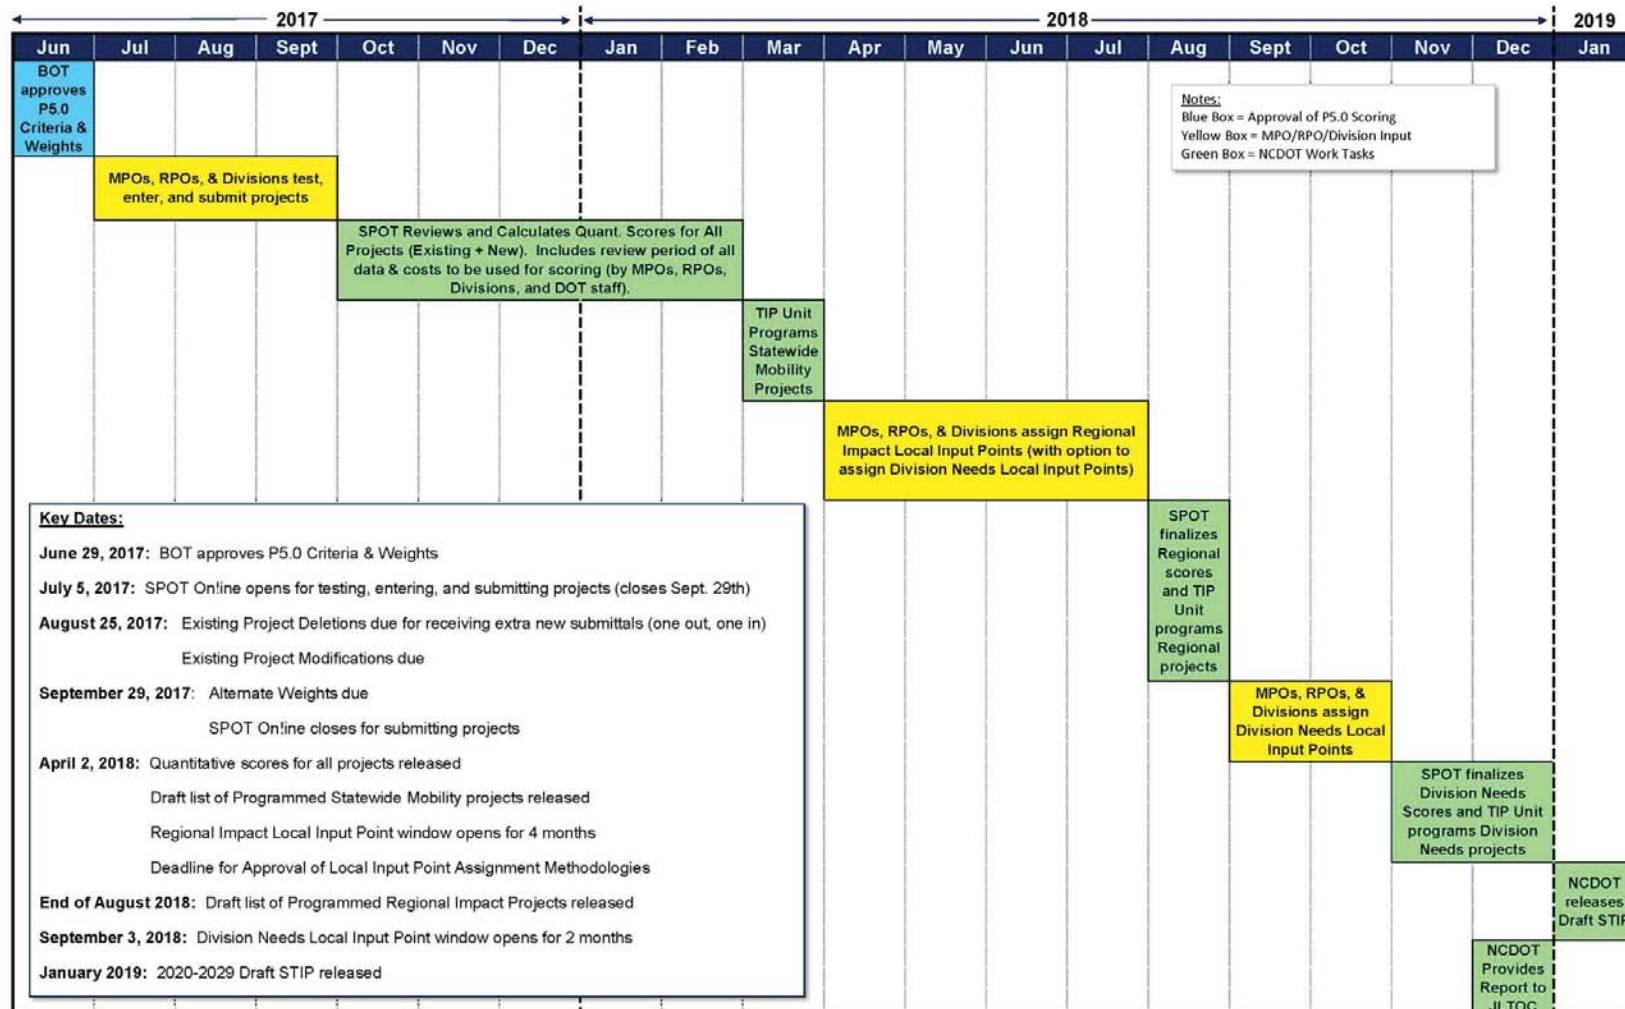 2017 2018 2019
Jun Jul Aug Sept Oct Nov Dec Jan Feb Mar Apr May Jun Jul Aug Sept Oct Nov Dec Jan
BOT
approves
P5.0
Criteria &
Weights
Notes:
Blue Box = Approval of P5.0 Scoring
Yellow Box = MPO/RPO/Division Input
Green Box = NCDOT Work Tasks
MPOs, RPOs, & Divisions test,
enter, and submit projects
SPOT Reviews and Calculates Quant. Scores for All
Projects (Existing + New). Includes review period of all
data & costs to be used for scoring (by MPOs, RPOs,
Divisions, and DOT staff).
TIP Unit
Programs
Statewide
Mobility
Projects
MPOs, RPOs, & Divisions assign Regional
Impact Local Input Points (with option to
assign Division Needs Local Input Points)
SPOT
finalizes
Regional
scores
and TIP
Unit
programs
Regional
projects
MPOs, RPOs, &
Divisions assign
Division Needs Local
Input Points
SPOT finalizes
Division Needs
Scores and TIP Unit
programs Division
Needs projects
NCDOT
releases
Draft STIP
NCDOT
Provides
Report to
JLTOC
Key Dates:
June 29, 2017: BOT approves P5.0 Criteria & Weights
July 5, 2017: SPOT On!ine opens for testing, entering, and submitting projects (closes Sept. 29th)
August 25, 2017: Existing Project Deletions due for receiving extra new submittals (one out, one in)
Existing Project Modifications due
September 29, 2017: Alternate Weights due
SPOT On!ine closes for submitting projects
April 2, 2018: Quantitative scores for all projects released
Draft list of Programmed Statewide Mobility projects released
Regional Impact Local Input Point window opens for 4 months
Deadline for Approval of Local Input Point Assignment Methodologies
End of August 2018: Draft list of Programmed Regional Impact Projects released
September 3, 2018: Division Needs Local Input Point window opens for 2 months
January 2019: 2020-2029 Draft STIP released